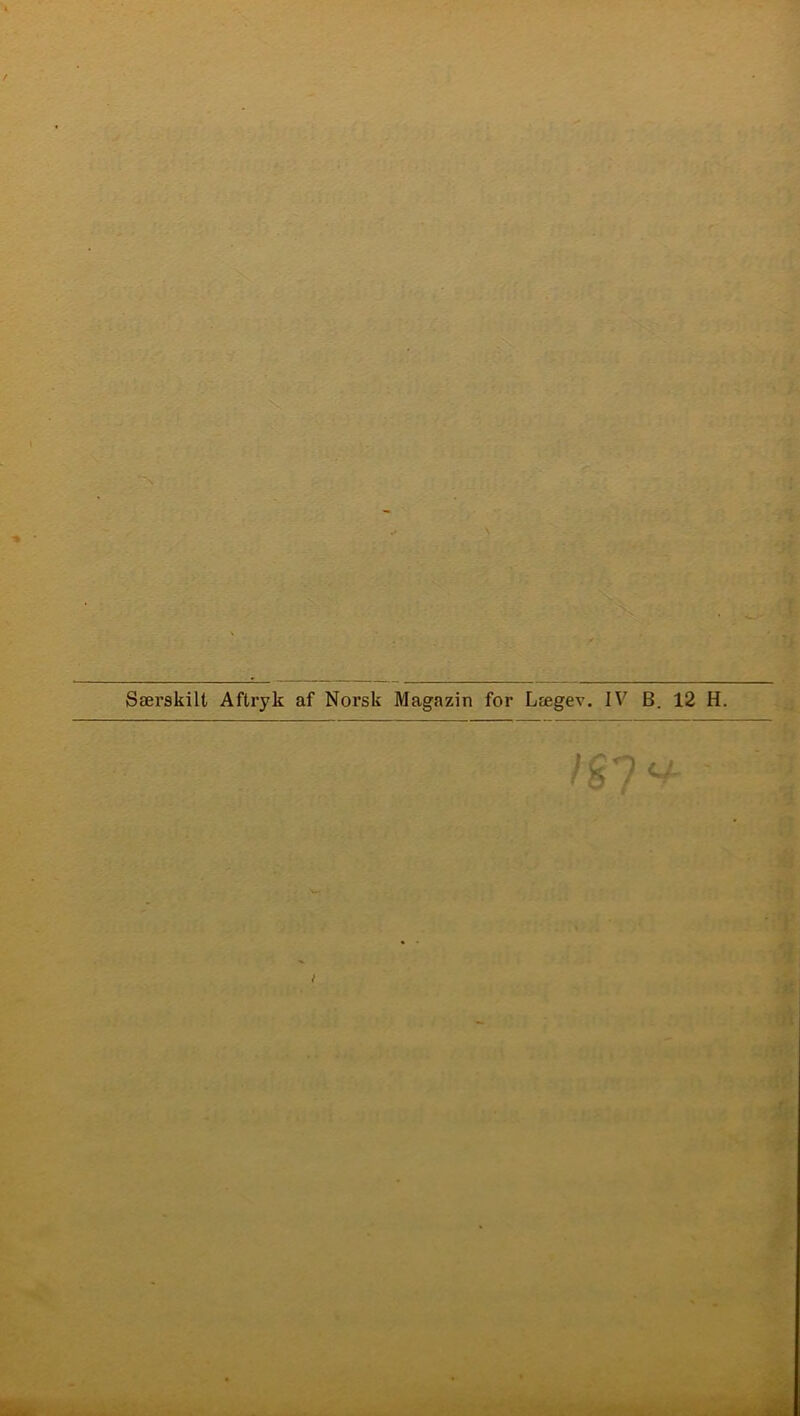 Særskilt Aftryk af Norsk Magazin for Lægev. IV B. 12 H.
1874